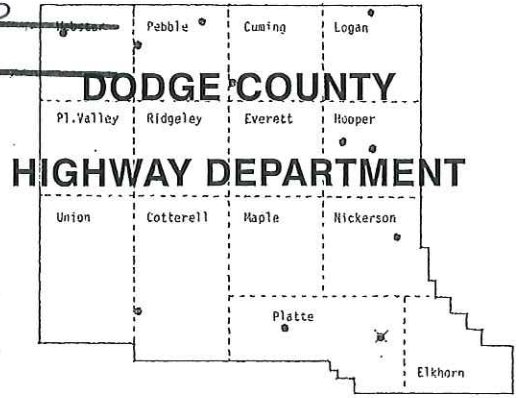 Webster Pebble Cuming Logan
DODGE COUNTY
Pl.Valley Ridgeley Everett Hooper
HIGHWAY DEPARTMENT
Union Cotterell Maple Nickerson
Platte
Elkhorn